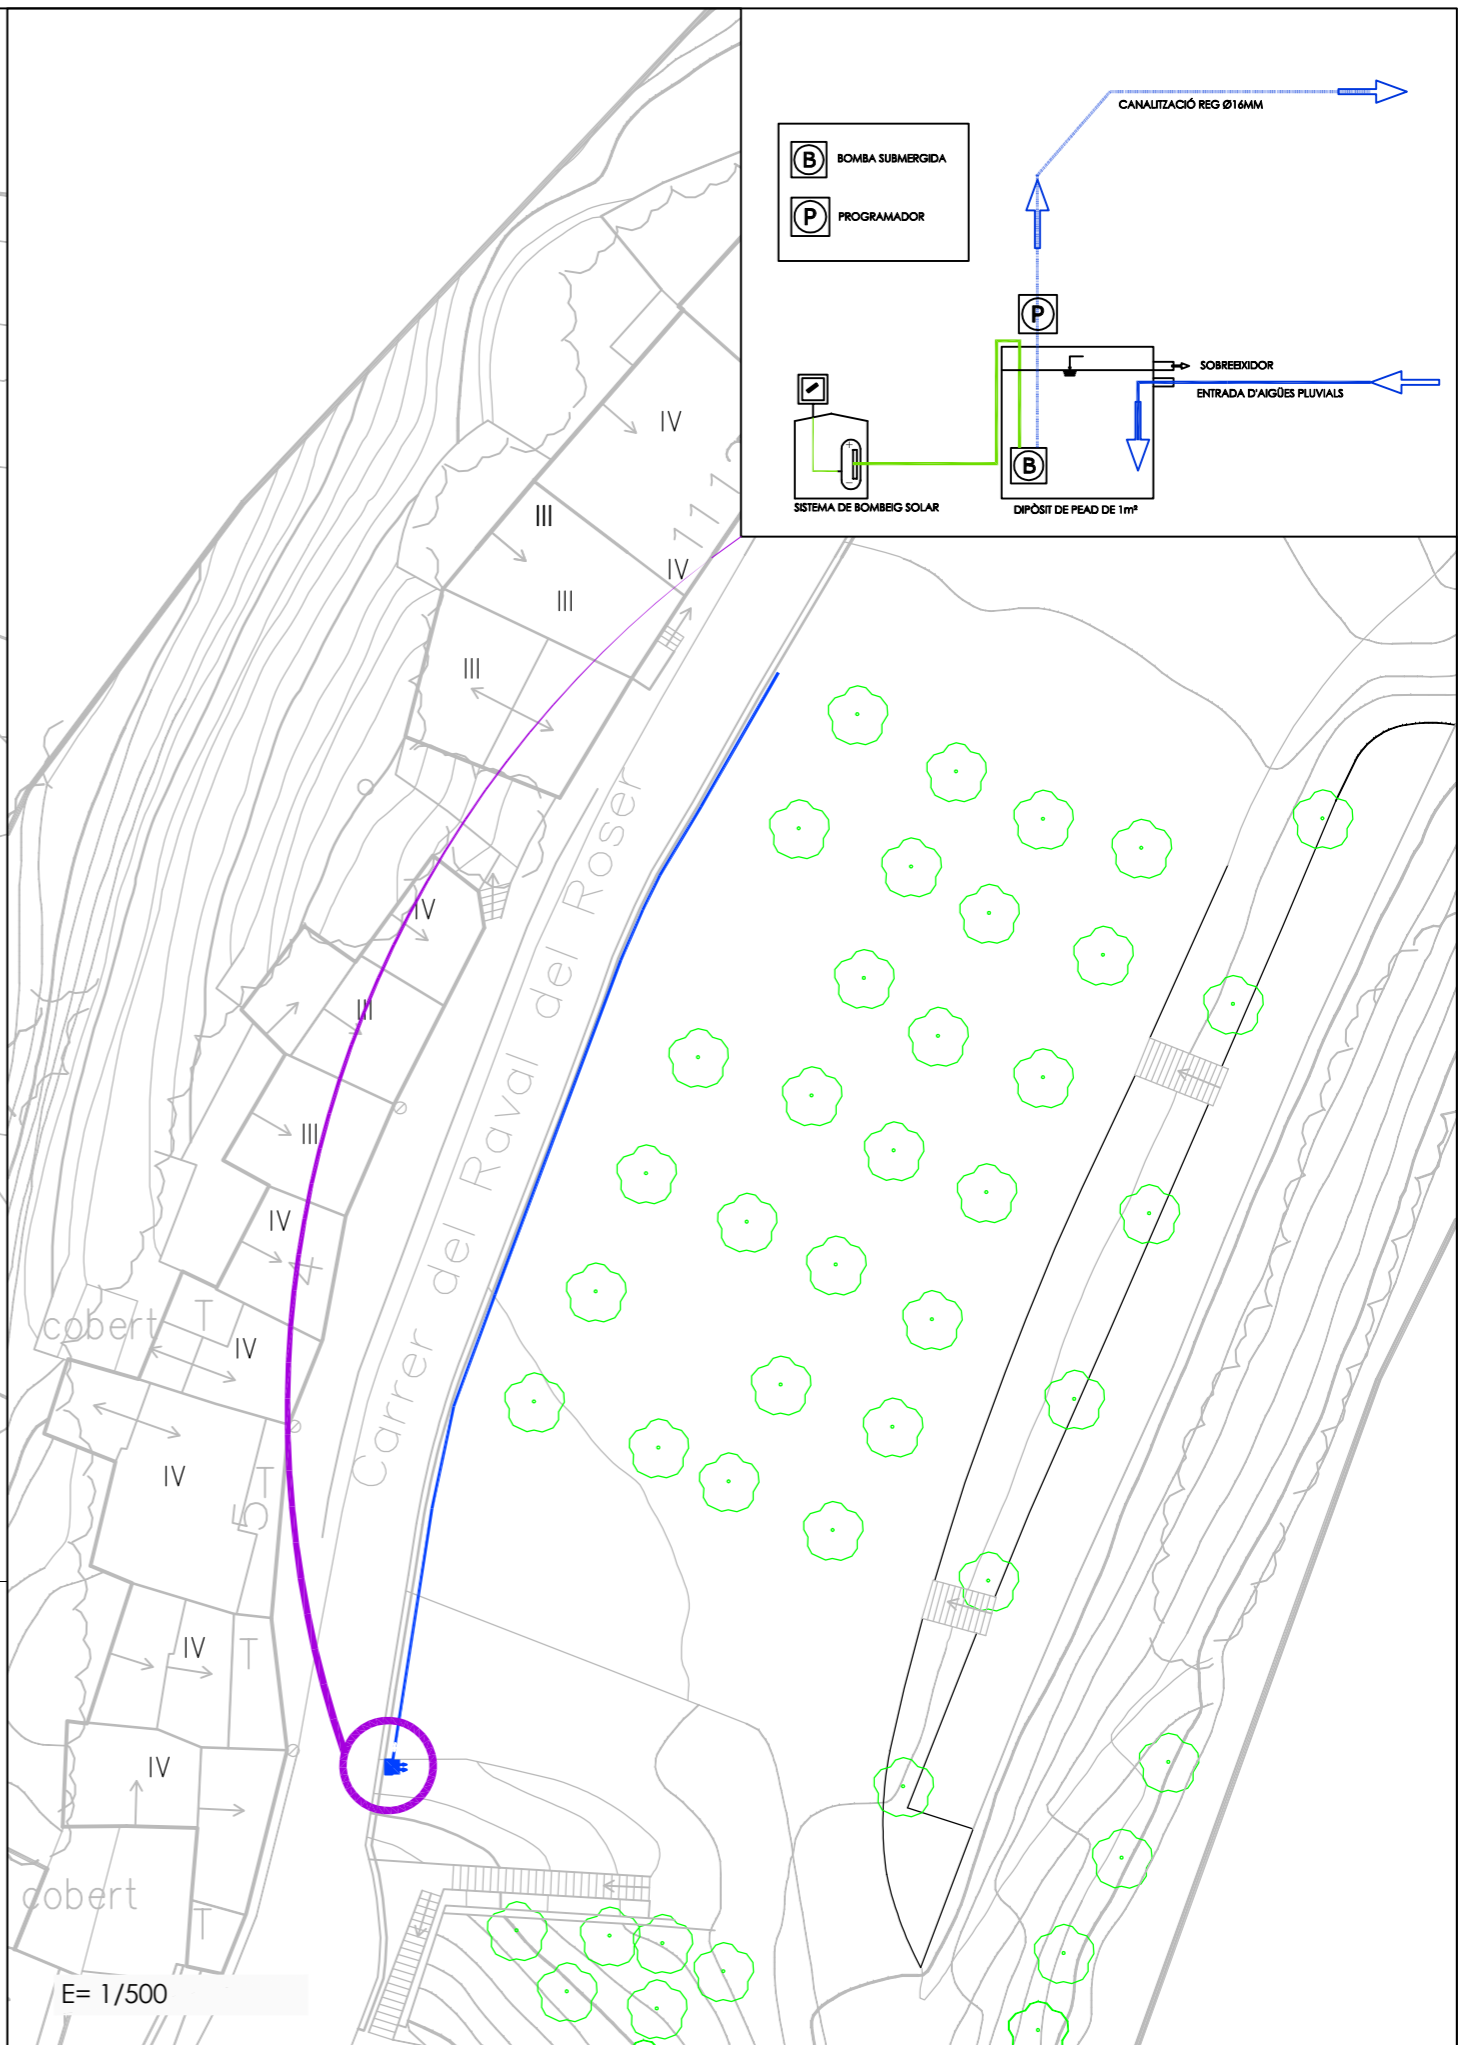 CANALITZACIÓ REG Ø16MM
B BOMBA SUBMERGIDA
P PROGRAMADOR
P
SOBREEIXIDOR
ENTRADA D'AIGÜES PLUVIALS
B
SISTEMA DE BOMBEIG SOLAR
DIPÒSIT DE PEAD DE 1m²
IV
III
IV
III
III
Carrer del Raval del Roser
IV
III
III
IV
4
T
cobert
IV
IV
T
5
IV
T
IV
cobert
T
E= 1/500